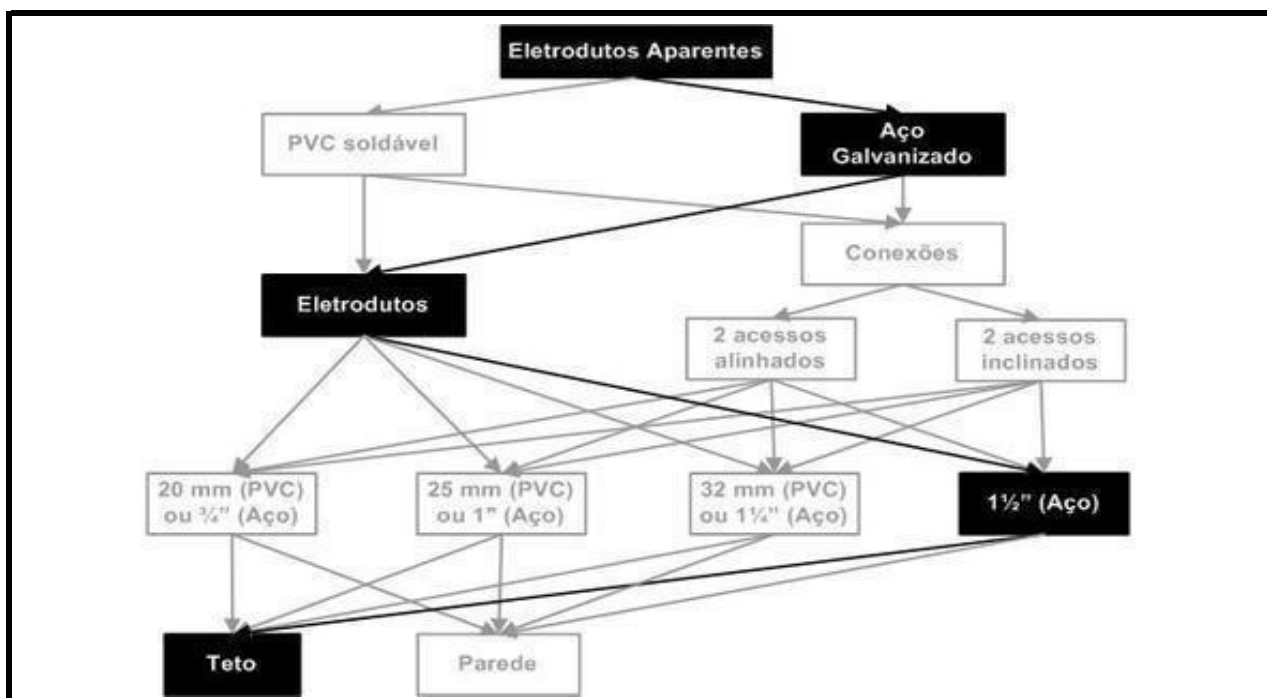 Eletrodutos Aparentes
PVC soldável
Aço
Galvanizado
Conexões
Eletrodutos
2 acessos
alinhados
2 acessos
inclinados
20 mm (PVC)
ou ¾" (Aço)
25 mm (PVC)
ou 1" (Aço)
32 mm (PVC)
ou 1¼" (Aço)
1½" (Aço)
Teto
Parede